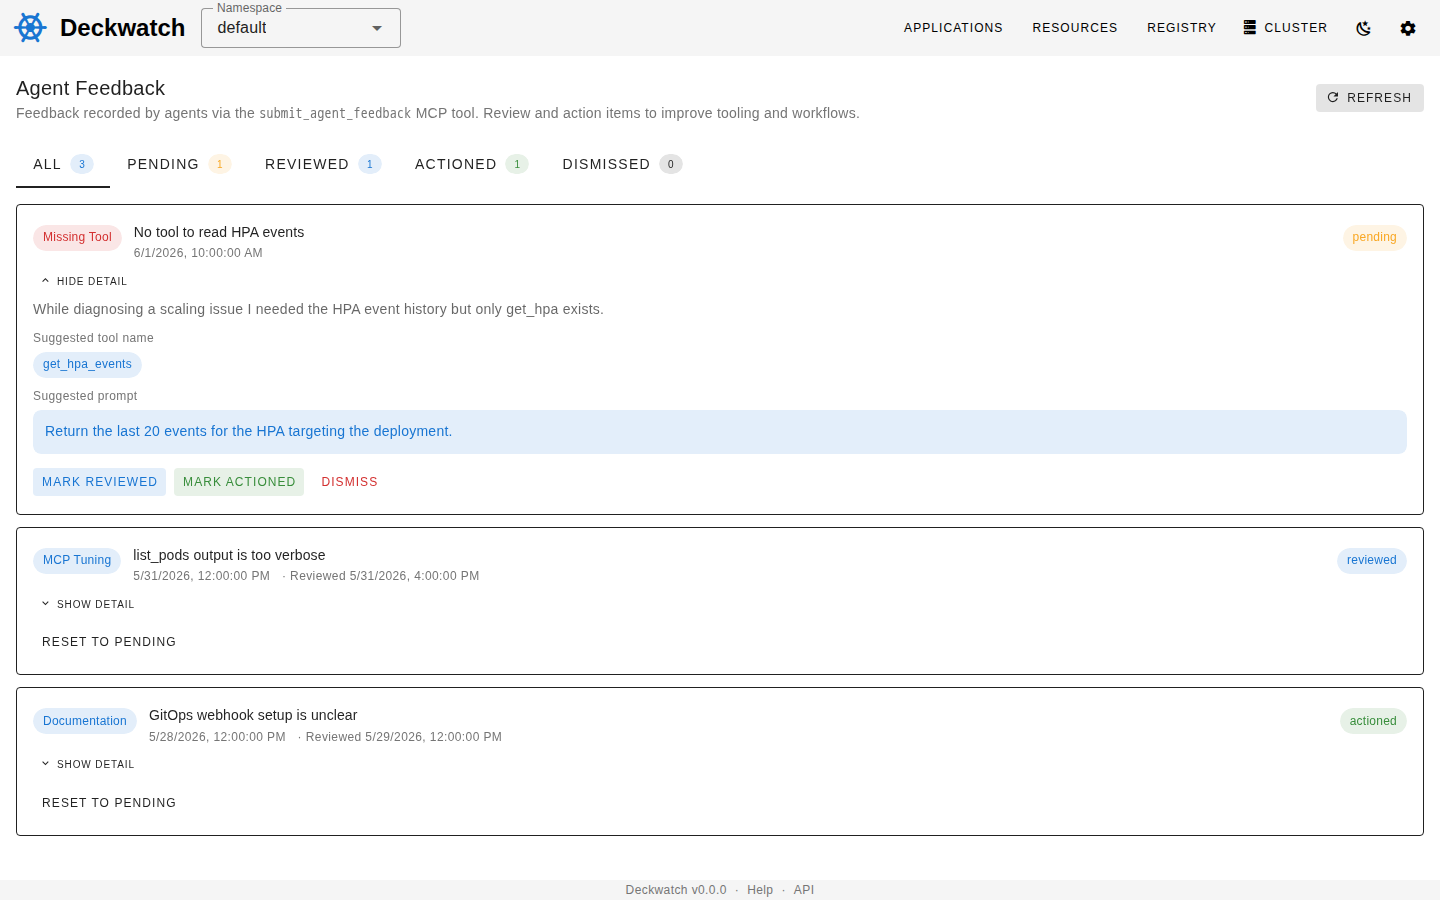 Deckwatch
Namespace
default
APPLICATIONS
RESOURCES
REGISTRY
CLUSTER
Agent Feedback
Feedback recorded by agents via the submit_agent_feedback MCP tool. Review and action items to improve tooling and workflows.
REFRESH
ALL 3
PENDING 1
REVIEWED 1
ACTIONED 1
DISMISSED 0
Missing Tool
No tool to read HPA events
6/1/2026, 10:00:00 AM
pending
HIDE DETAIL
While diagnosing a scaling issue I needed the HPA event history but only get_hpa exists.
Suggested tool name
get_hpa_events
Suggested prompt
Return the last 20 events for the HPA targeting the deployment.
MARK REVIEWED
MARK ACTIONED
DISMISS
MCP Tuning
list_pods output is too verbose
5/31/2026, 12:00:00 PM · Reviewed 5/31/2026, 4:00:00 PM
reviewed
SHOW DETAIL
RESET TO PENDING
Documentation
GitOps webhook setup is unclear
5/28/2026, 12:00:00 PM · Reviewed 5/29/2026, 12:00:00 PM
actioned
SHOW DETAIL
RESET TO PENDING
Deckwatch v0.0.0 · Help · API